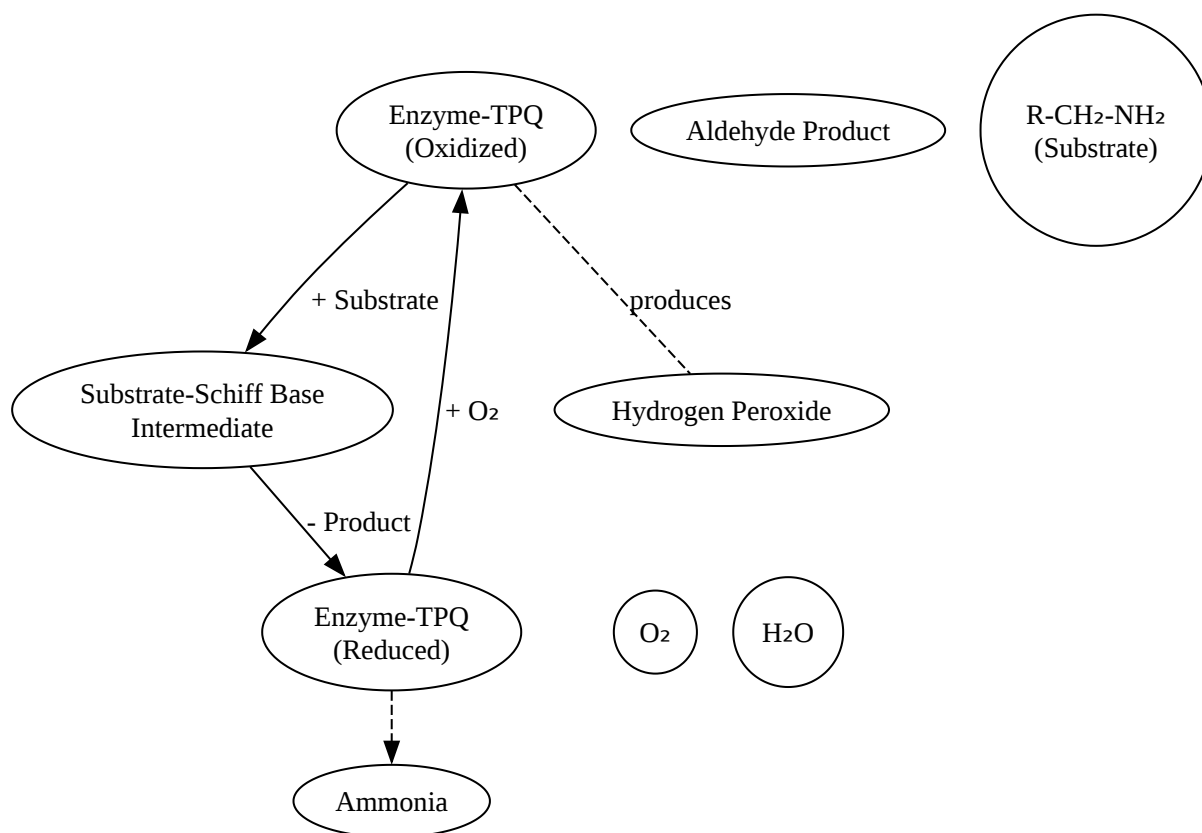 Enzyme-TPQ
(Oxidized)
Aldehyde Product
R-CH₂-NH₂
(Substrate)
+ Substrate
produces
Substrate-Schiff Base
Intermediate
+ O₂
Hydrogen Peroxide
- Product
Enzyme-TPQ
(Reduced)
O₂
H₂O
Ammonia